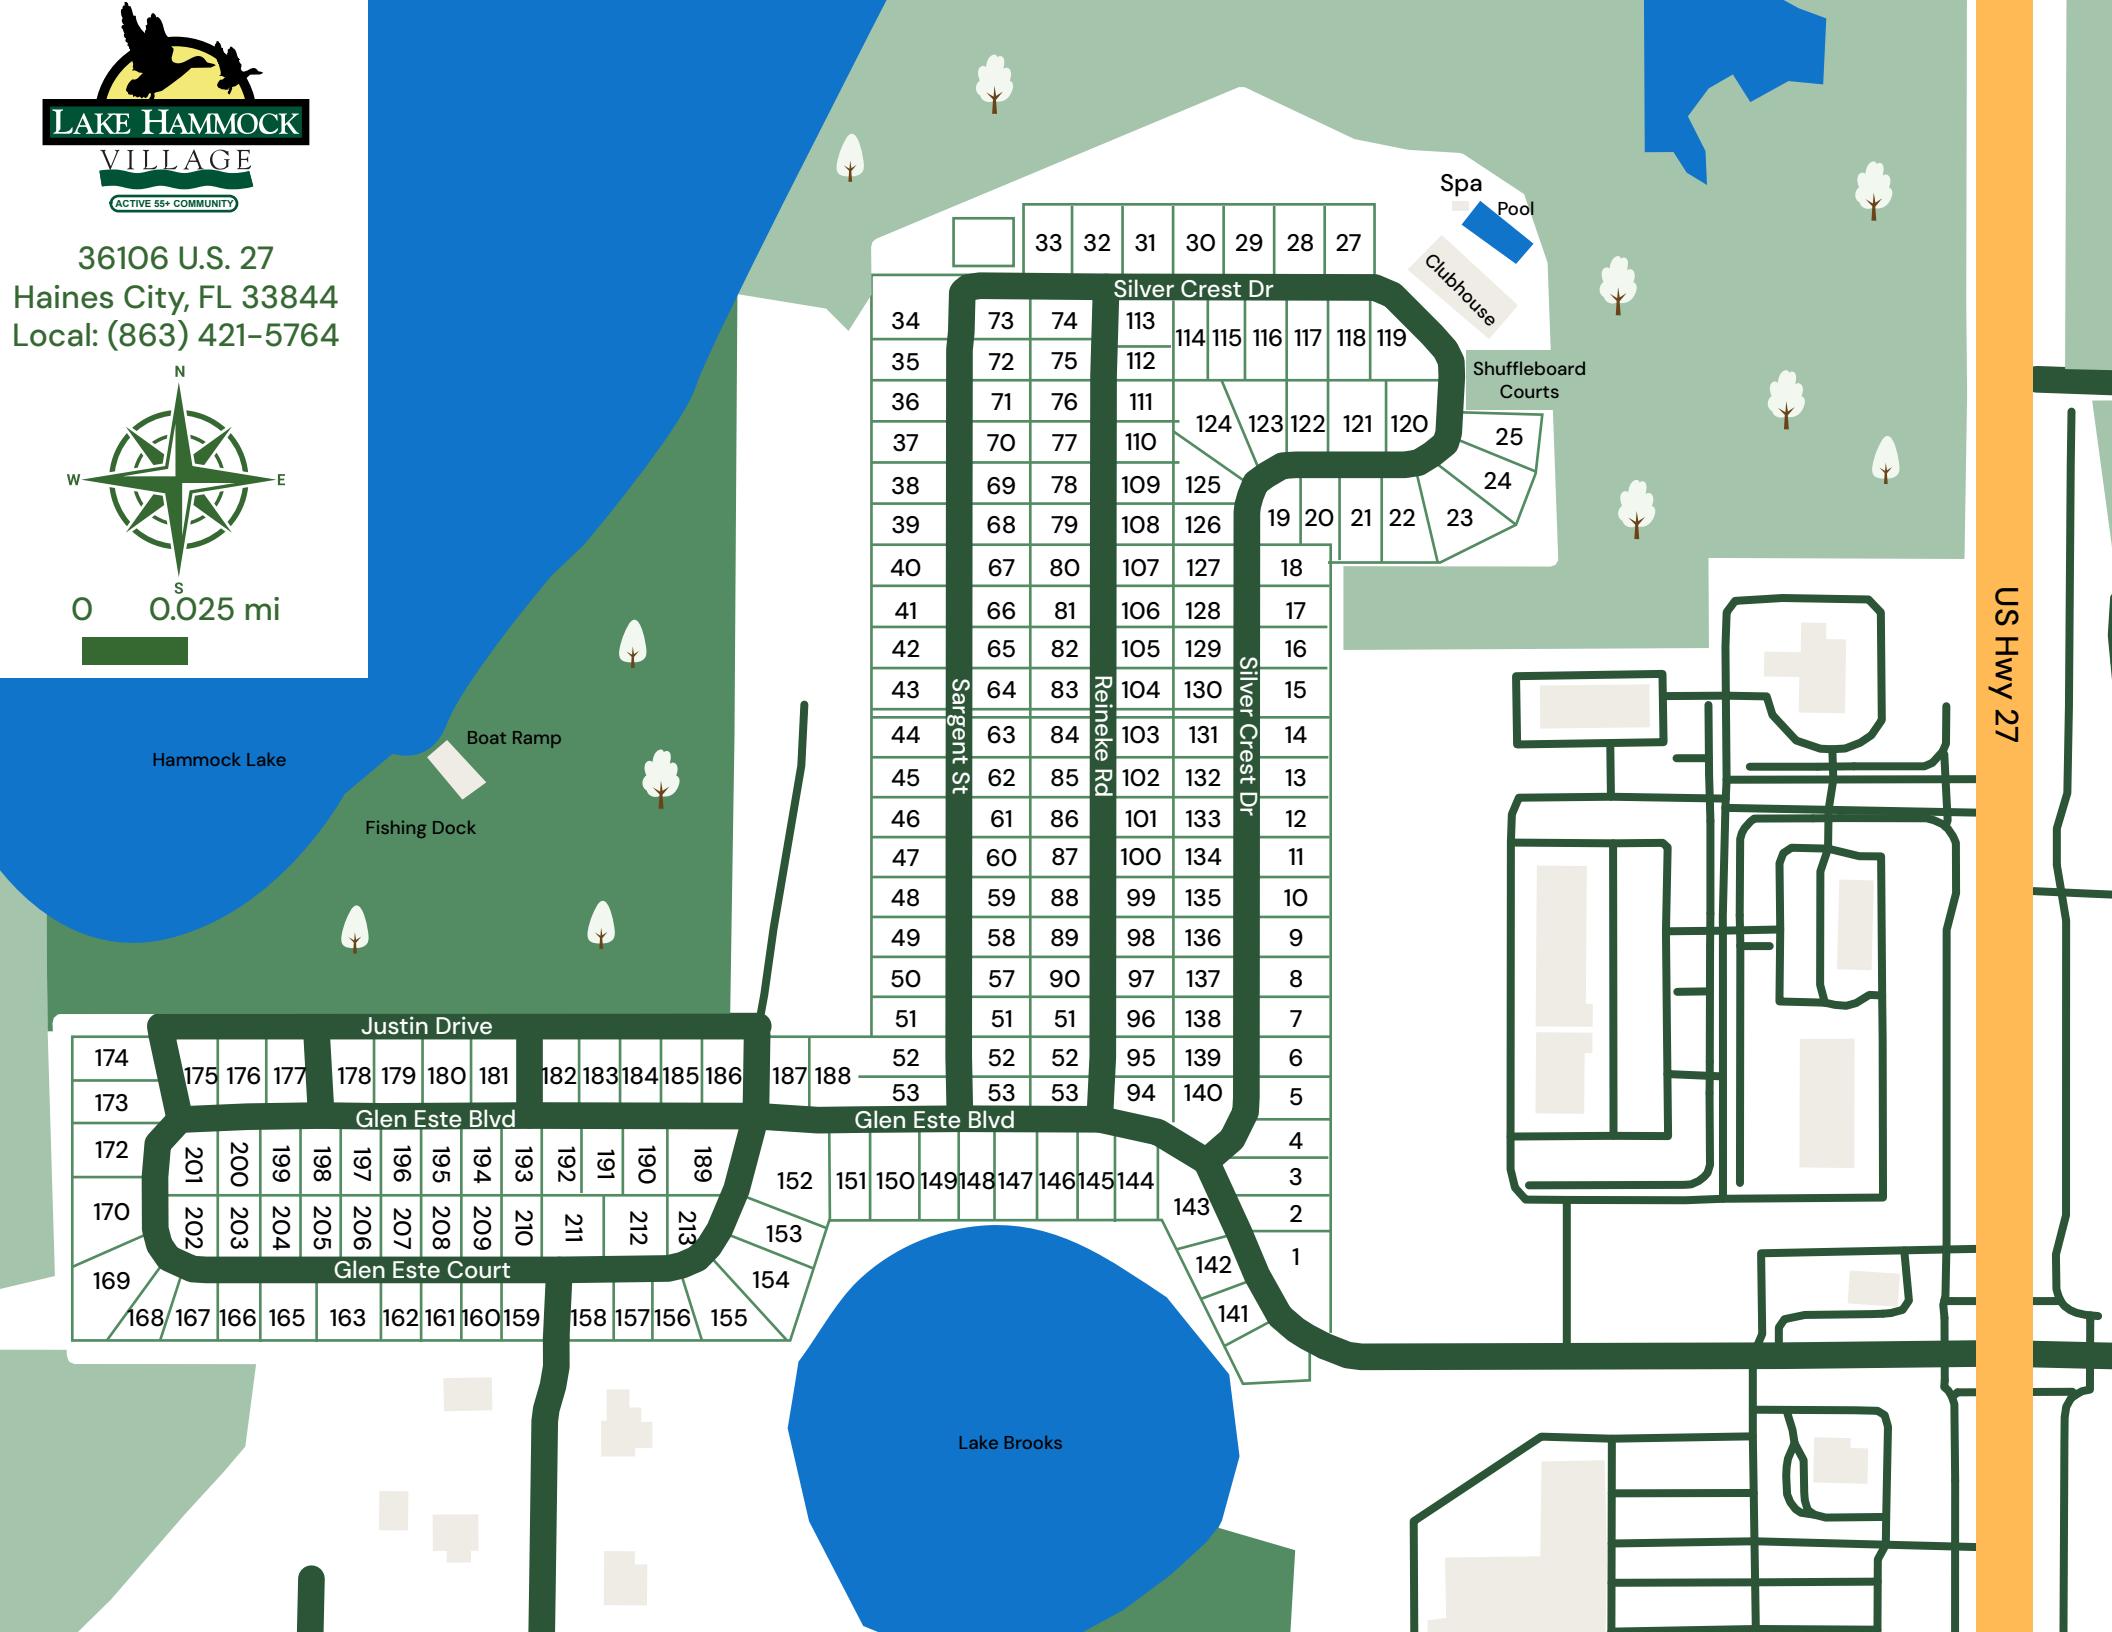 LAKE HAMMOCK
VILLAGE
ACTIVE 55+ COMMUNITY
36106 U.S. 27
Haines City, FL 33844
Local: (863) 421-5764
N
W E
S
0 0.025 mi
Spa
Pool
Clubhouse
33 32 31 30 29 28 27
Silver Crest Dr
34 73 74 113
114 115 116 117 118 119
35 72 75 112
Shuffleboard
Courts
36 71 76 111
124 123 122 121 120
37 70 77 110
25
24
38 69 78 109 125
39 68 79 108 126
19 20 21 22 23
40 67 80 107 127 18
41 66 81 106 128 17
42 65 82 105 129 16
43 64 83 104 130 15
Sargent St
Reineke Rd
Silver Crest Dr
US Hwy 27
44 63 84 103 131 14
45 62 85 102 132 13
46 61 86 101 133 12
47 60 87 100 134 11
48 59 88 99 135 10
49 58 89 98 136 9
50 57 90 97 137 8
51 51 51 96 138 7
52 52 52 95 139 6
53 53 53 94 140 5
4
3
2
1
Hammock Lake
Boat Ramp
Fishing Dock
Justin Drive
174
175 176 177 178 179 180 181 182 183 184 185 186 187 188
173
Glen Este Blvd
Glen Este Blvd
172
201 200 199 198 197 196 195 194 193 192 191 190 189
152 151 150 149 148 147 146 145 144
143
170
202 203 204 205 206 207 208 209 210 211 212 213
153
142
Glen Este Court
169
154
141
168 167 166 165 163 162 161 160 159 158 157 156 155
Lake Brooks